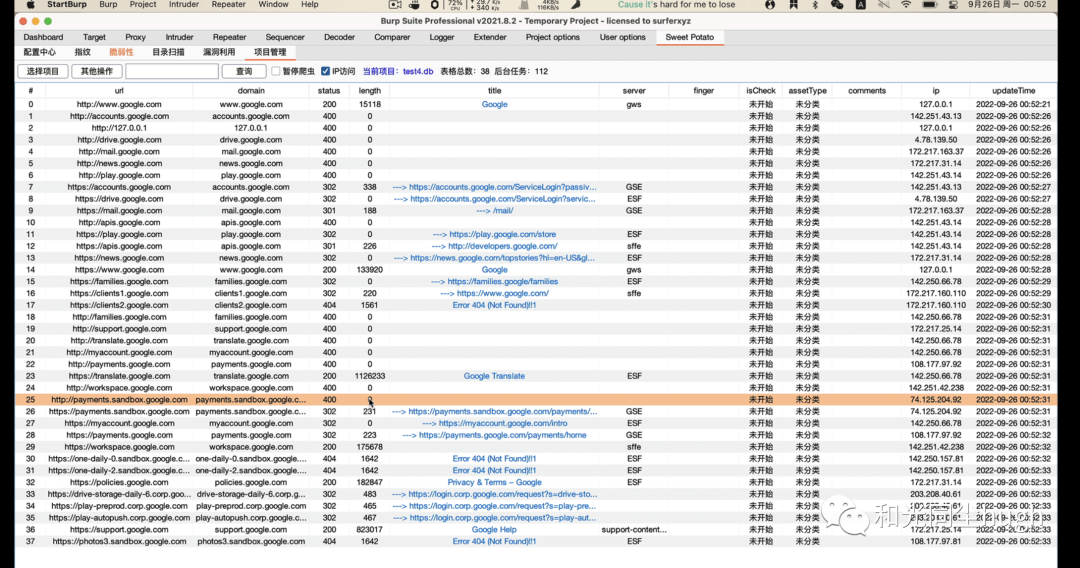 StartBurp Burp Project Intruder Repeater Window Help 72% CPU 29.7 K/s 340 K/s 4KB/s 116KB/s Cause it's hard for me to lose 9月26日 周一 00:52
Burp Suite Professional v2021.8.2 - Temporary Project - licensed to surferxyz
Dashboard Target Proxy Intruder Repeater Sequencer Decoder Comparer Logger Extender Project options User options Sweet Potato
配置中心 指纹 脆弱性 目录扫描 漏洞利用 项目管理
选择项目 其他操作 查询 暂停爬虫 IP访问 当前项目: test4.db 表格总数: 38 后台任务: 112
# url domain status length title server finger isCheck assetType comments ip updateTime
0 http://www.google.com www.google.com 200 15118 Google gws 未开始 未分类 127.0.0.1 2022-09-26 00:52:21
1 http://accounts.google.com accounts.google.com 400 0 未开始 未分类 142.251.43.13 2022-09-26 00:52:26
2 http://127.0.0.1 127.0.0.1 400 0 未开始 未分类 127.0.0.1 2022-09-26 00:52:26
3 http://drive.google.com drive.google.com 400 0 未开始 未分类 4.78.139.50 2022-09-26 00:52:26
4 http://mail.google.com mail.google.com 400 0 未开始 未分类 172.217.163.37 2022-09-26 00:52:26
5 http://news.google.com news.google.com 400 0 未开始 未分类 172.217.31.14 2022-09-26 00:52:26
6 http://play.google.com play.google.com 400 0 未开始 未分类 142.251.43.14 2022-09-26 00:52:26
7 https://accounts.google.com accounts.google.com 302 338 ---> https://accounts.google.com/ServiceLogin?passiv... GSE 未开始 未分类 142.251.43.13 2022-09-26 00:52:27
8 https://drive.google.com drive.google.com 302 0 ---> https://accounts.google.com/ServiceLogin?servic... ESF 未开始 未分类 4.78.139.50 2022-09-26 00:52:27
9 https://mail.google.com mail.google.com 301 188 ---> /mail/ GSE 未开始 未分类 172.217.163.37 2022-09-26 00:52:28
10 http://apis.google.com apis.google.com 400 0 未开始 未分类 142.251.43.14 2022-09-26 00:52:28
11 https://play.google.com play.google.com 302 0 ---> https://play.google.com/store ESF 未开始 未分类 142.251.43.14 2022-09-26 00:52:28
12 https://apis.google.com apis.google.com 301 226 ---> http://developers.google.com/ sffe 未开始 未分类 142.251.43.14 2022-09-26 00:52:28
13 https://news.google.com news.google.com 302 0 ---> https://news.google.com/topstories?hl=en-US&gl... ESF 未开始 未分类 172.217.31.14 2022-09-26 00:52:28
14 https://www.google.com www.google.com 200 133920 Google gws 未开始 未分类 127.0.0.1 2022-09-26 00:52:28
15 https://families.google.com families.google.com 302 0 ---> https://families.google/families ESF 未开始 未分类 142.250.66.78 2022-09-26 00:52:29
16 https://clients1.google.com clients1.google.com 302 220 ---> https://www.google.com/ sffe 未开始 未分类 172.217.160.110 2022-09-26 00:52:29
17 https://clients2.google.com clients2.google.com 404 1561 Error 404 (Not Found)!!1 ESF 未开始 未分类 172.217.160.110 2022-09-26 00:52:30
18 http://families.google.com families.google.com 400 0 未开始 未分类 142.250.66.78 2022-09-26 00:52:31
19 http://support.google.com support.google.com 400 0 未开始 未分类 172.217.25.14 2022-09-26 00:52:31
20 http://translate.google.com translate.google.com 400 0 未开始 未分类 142.250.66.78 2022-09-26 00:52:31
21 http://myaccount.google.com myaccount.google.com 400 0 未开始 未分类 142.250.66.78 2022-09-26 00:52:31
22 http://payments.google.com payments.google.com 400 0 未开始 未分类 108.177.97.92 2022-09-26 00:52:31
23 https://translate.google.com translate.google.com 200 1126233 Google Translate ESF 未开始 未分类 142.250.66.78 2022-09-26 00:52:31
24 http://workspace.google.com workspace.google.com 400 0 未开始 未分类 142.251.42.238 2022-09-26 00:52:31
25 http://payments.sandbox.google.com payments.sandbox.google.c... 400 未开始 未分类 74.125.204.92 2022-09-26 00:52:31
26 https://payments.sandbox.google.com payments.sandbox.google.c... 302 231 ---> https://payments.sandbox.google.com/payments/... GSE 未开始 未分类 74.125.204.92 2022-09-26 00:52:31
27 https://myaccount.google.com myaccount.google.com 302 0 ---> https://myaccount.google.com/intro ESF 未开始 未分类 142.250.66.78 2022-09-26 00:52:31
28 https://payments.google.com payments.google.com 302 223 ---> https://payments.google.com/payments/home GSE 未开始 未分类 108.177.97.92 2022-09-26 00:52:32
29 https://workspace.google.com workspace.google.com 200 175678 sffe 未开始 未分类 142.251.42.238 2022-09-26 00:52:32
30 https://one-daily-0.sandbox.google.c... one-daily-0.sandbox.google.... 404 1642 Error 404 (Not Found)!!1 ESF 未开始 未分类 142.250.157.81 2022-09-26 00:52:32
31 https://one-daily-2.sandbox.google.c... one-daily-2.sandbox.google.... 404 1642 Error 404 (Not Found)!!1 ESF 未开始 未分类 142.250.157.81 2022-09-26 00:52:33
32 https://policies.google.com policies.google.com 200 182847 Privacy & Terms – Google ESF 未开始 未分类 172.217.31.14 2022-09-26 00:52:33
33 https://drive-storage-daily-6.corp.goo... drive-storage-daily-6.corp.g... 302 483 ---> https://login.corp.google.com/request?s=drive-sto... 未开始 未分类 203.208.40.61 2022-09-26 00:52:33
34 https://play-preprod.corp.google.com play-preprod.corp.google.com 302 465 ---> https://login.corp.google.com/request?s=play-pre... 未开始 未分类 00:52:33
35 https://play-autopush.corp.google.com play-autopush.corp.google.c... 302 467 ---> https://login.corp.google.com/request?s=play-aut... 未开始 未分类 00:52:33
36 https://support.google.com support.google.com 200 823017 Google Help support-content... 未开始 未分类 172.217.25.14 2022-09-26 00:52:33
37 https://photos3.sandbox.google.com photos3.sandbox.google.com 404 1642 Error 404 (Not Found)!!1 ESF 未开始 未分类 108.177.97.81 2022-09-26 00:52:33